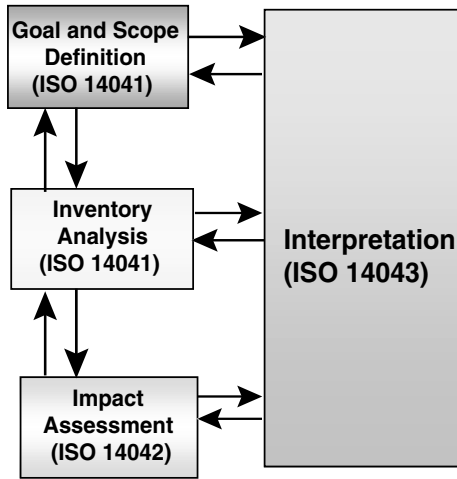 Goal and Scope
Definition
(ISO 14041)
Inventory
Analysis
(ISO 14041)
Interpretation
(ISO 14043)
Impact
Assessment
(ISO 14042)